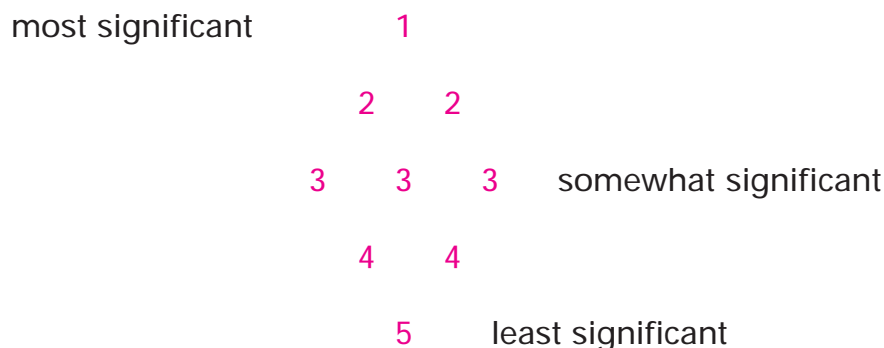 most significant 1
2 2
3 3 3 somewhat significant
4 4
5 least significant